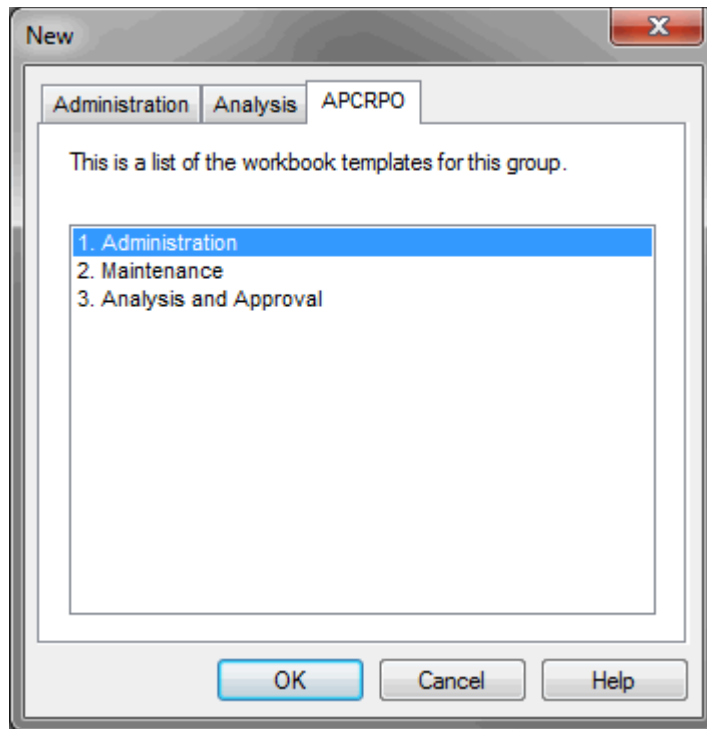 New
Administration Analysis APCRPO
This is a list of the workbook templates for this group.
1. Administration
2. Maintenance
3. Analysis and Approval
OK Cancel Help